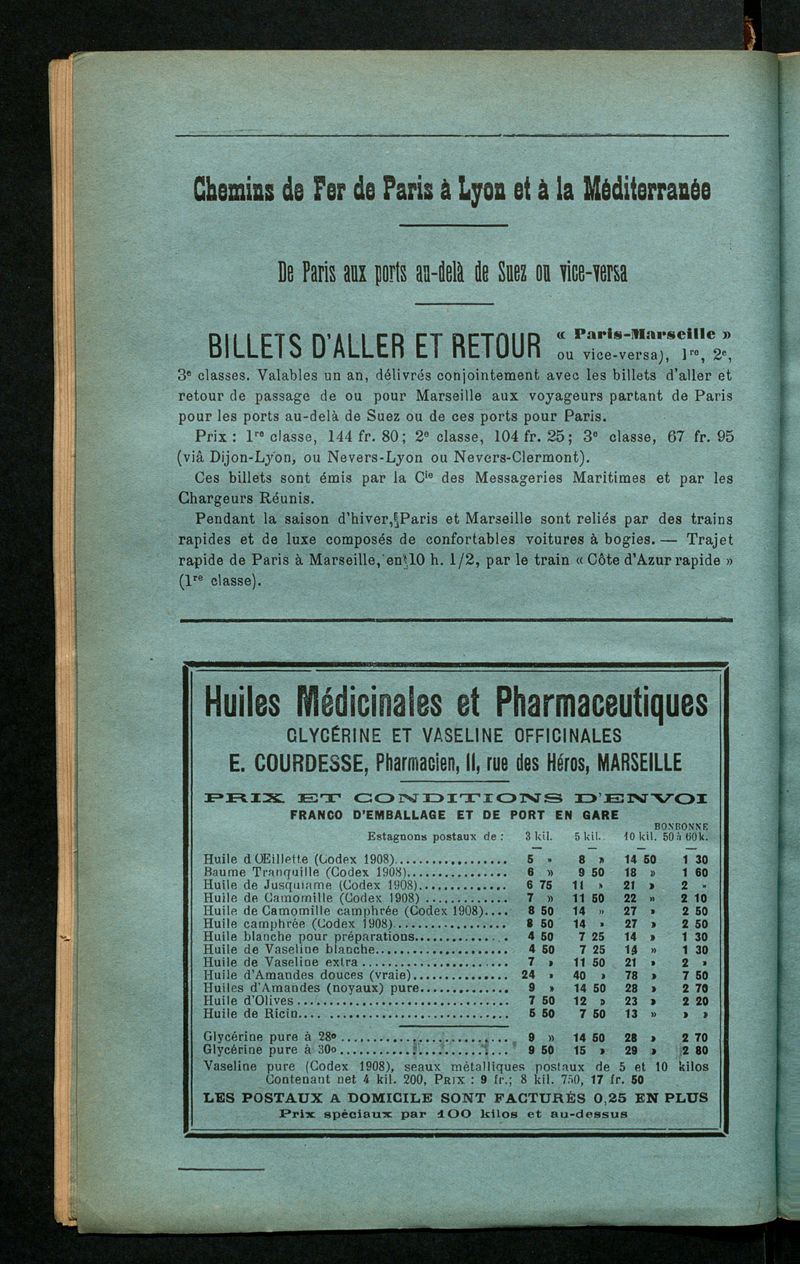 Chemins de Fer de Paris à Lyon et à la Méditerranée
De Paris aux ports au-delà de Suez ou vice-versa
BILLETS D'ALLER ET RETOUR « Paris-Marseille »
ou vice-versa), 1re, 2e,
3e classes. Valables un an, délivrés conjointement avec les billets d'aller et
retour de passage de ou pour Marseille aux voyageurs partant de Paris
pour les ports au-delà de Suez ou de ces ports pour Paris.
Prix : 1re classe, 144 fr. 80; 2e classe, 104 fr. 25; 3e classe, 67 fr. 95
(viâ Dijon-Lyon, ou Nevers-Lyon ou Nevers-Clermont).
Ces billets sont émis par la Cie des Messageries Maritimes et par les
Chargeurs Réunis.
Pendant la saison d'hiver, Paris et Marseille sont reliés par des trains
rapides et de luxe composés de confortables voitures à bogies. — Trajet
rapide de Paris à Marseille, en 10 h. 1/2, par le train « Côte d'Azur rapide »
(1re classe).
Huiles Médicinales et Pharmaceutiques
GLYCÉRINE ET VASELINE OFFICINALES
E. COURDESSE, Pharmacien, 11, rue des Héros, MARSEILLE
PRIX ET CONDITIONS D'ENVOI
FRANCO D'EMBALLAGE ET DE PORT EN GARE
BONBONNE
Estagnons postaux de : 3 kil. 5 kil. 10 kil. 50 à 60 k.
Huile d'Œillette (Codex 1908) 5 » 8 » 14 50 1 30
Baume Tranquille (Codex 1908) 6 » 9 50 18 » 1 60
Huile de Jusquiame (Codex 1908) 6 75 11 » 21 » 2 »
Huile de Camomille (Codex 1908) 7 » 11 50 22 » 2 10
Huile de Camomille camphrée (Codex 1908) 8 50 14 » 27 » 2 50
Huile camphrée (Codex 1908) 8 50 14 » 27 » 2 50
Huile blanche pour préparations 4 50 7 25 14 » 1 30
Huile de Vaseline blanche 4 50 7 25 14 » 1 30
Huile de Vaseline extra 7 » 11 50 21 » 2 »
Huile d'Amandes douces (vraie) 24 » 40 » 78 » 7 50
Huiles d'Amandes (noyaux) pure 9 » 14 50 28 » 2 70
Huile d'Olives 7 50 12 » 23 » 2 20
Huile de Ricin 5 50 7 50 13 » » »
Glycérine pure à 28° 9 » 14 50 28 » 2 70
Glycérine pure à 30° 9 50 15 » 29 » 2 80
Vaseline pure (Codex 1908), seaux métalliques postaux de 5 et 10 kilos
Contenant net 4 kil. 200, PRIX : 9 fr.; 8 kil. 750, 17 fr. 50
LES POSTAUX A DOMICILE SONT FACTURÉS 0,25 EN PLUS
Prix spéciaux par 100 kilos et au-dessus